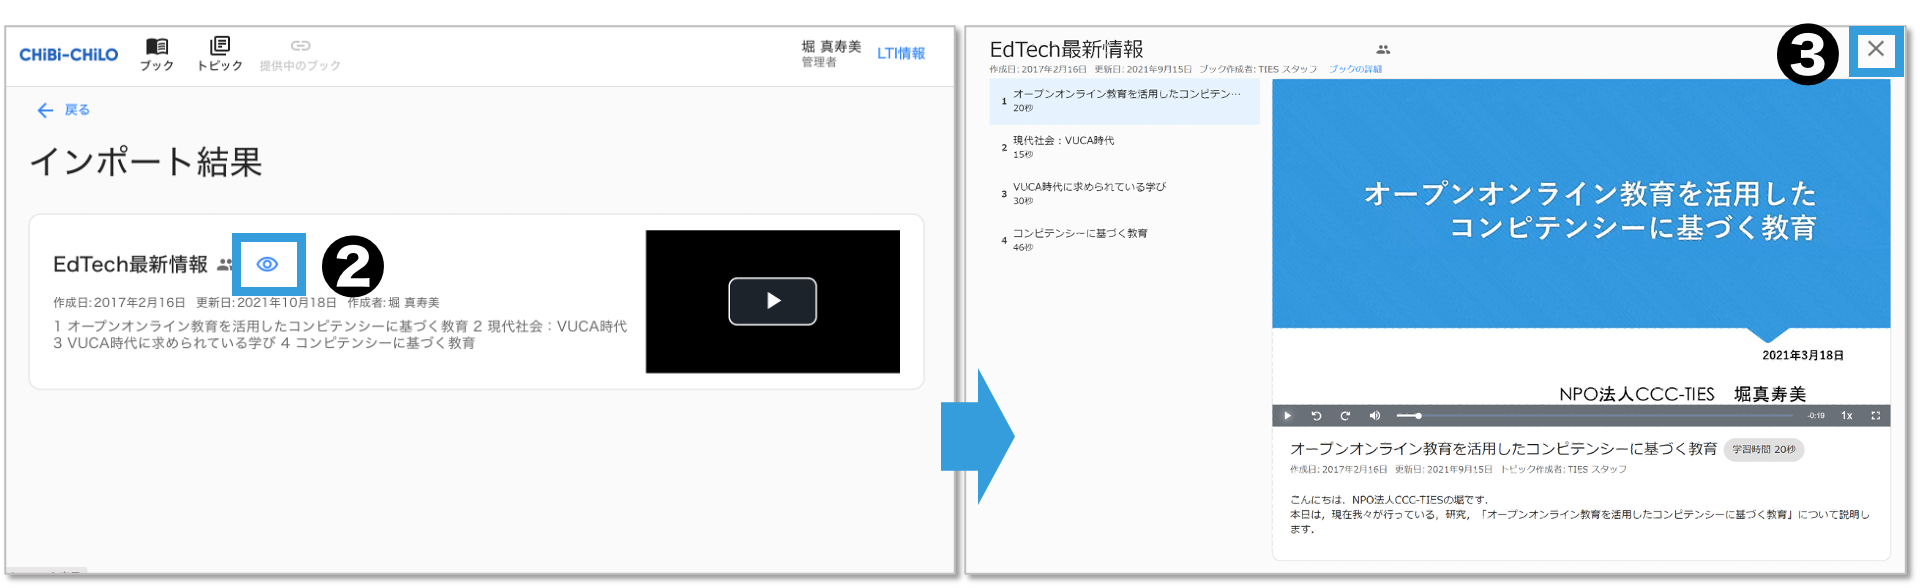 CHiBi-CHiLO
ブック
トピック
提供中のブック
堀 真寿美
管理者
LTI情報
戻る
インポート結果
EdTech最新情報
2
作成日:2017年2月16日 更新日:2021年10月18日 作成者:堀 真寿美
1 オープンオンライン教育を活用したコンピテンシーに基づく教育 2 現代社会：VUCA時代
3 VUCA時代に求められている学び 4 コンピテンシーに基づく教育
EdTech最新情報
3
作成日:2017年2月16日 更新日:2021年9月15日 ブック作成者:TIES スタッフ ブックの詳細
1 オープンオンライン教育を活用したコンピテン…
20秒
2 現代社会：VUCA時代
15秒
3 VUCA時代に求められている学び
30秒
4 コンピテンシーに基づく教育
46秒
オープンオンライン教育を活用した
コンピテンシーに基づく教育
2021年3月18日
NPO法人CCC-TIES 堀真寿美
-0:19 1x
オープンオンライン教育を活用したコンピテンシーに基づく教育 学習時間 20秒
作成日:2017年2月16日 更新日:2021年9月15日 トピック作成者:TIES スタッフ
こんにちは．NPO法人CCC-TIESの堀です．
本日は，現在我々が行っている，研究，「オープンオンライン教育を活用したコンピテンシーに基づく教育」について説明し
ます．